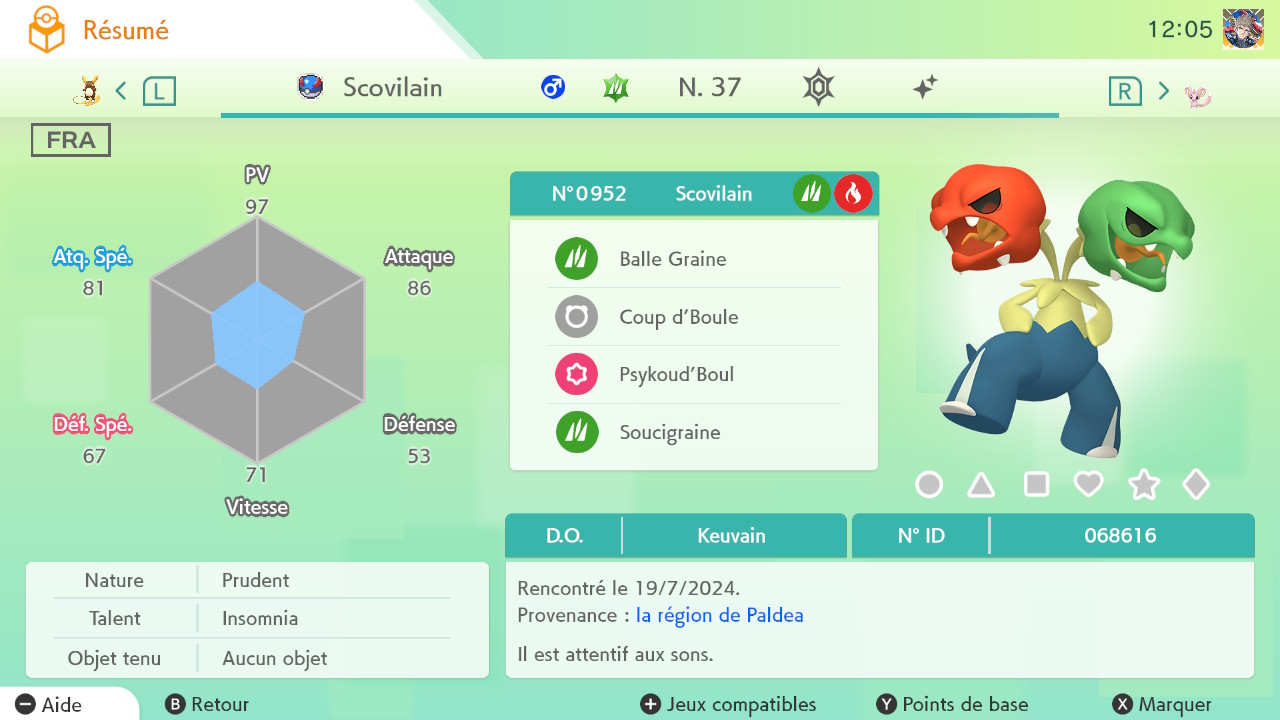 Résumé
12:05
L
Scovilain
N. 37
R
FRA
PV
97
Atq. Spé.
81
Attaque
86
Déf. Spé.
67
Défense
53
71
Vitesse
N°0952 Scovilain
Balle Graine
Coup d'Boule
Psykoud'Boul
Soucigraine
D.O. Keuvain
N° ID 068616
Nature Prudent
Talent Insomnia
Objet tenu Aucun objet
Rencontré le 19/7/2024.
Provenance : la région de Paldea
Il est attentif aux sons.
Aide
B Retour
Jeux compatibles
Y Points de base
X Marquer